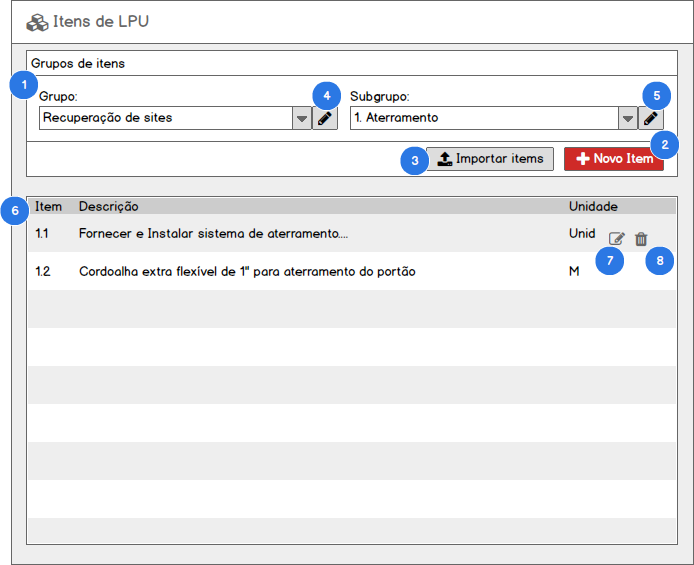 Itens de LPU
Grupos de itens
1
Grupo:
4
Subgrupo:
5
Recuperação de sites
1. Aterramento
2
3
Importar items
Novo Item
6
Item Descrição Unidade
1.1 Fornecer e Instalar sistema de aterramento.... Unid
7
8
1.2 Cordoalha extra flexível de 1" para aterramento do portão M